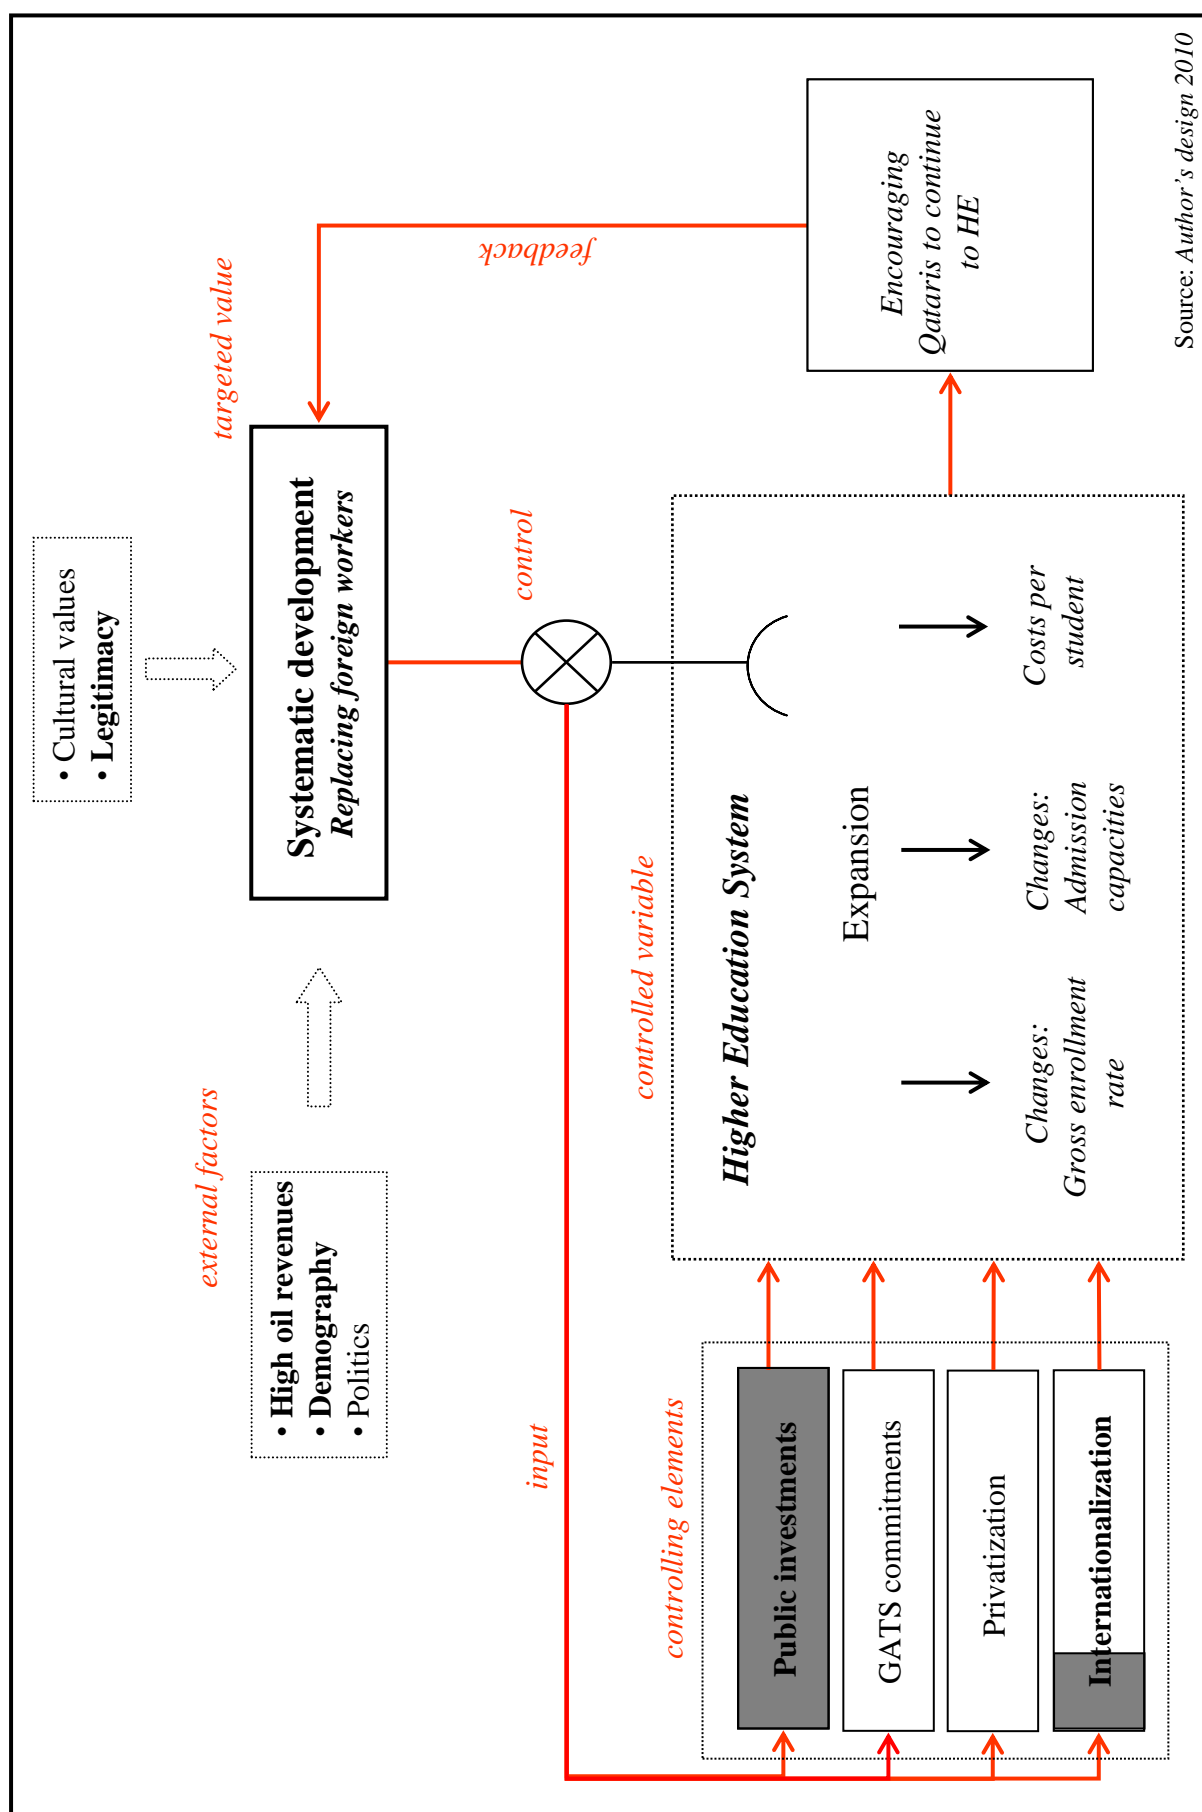 • Cultural values
• Legitimacy
external factors
targeted value
• High oil revenues
• Demography
• Politics
Systematic development
Replacing foreign workers
feedback
input
control
controlling elements
controlled variable
Public investments
GATS commitments
Privatization
Internationalization
Higher Education System
Expansion
Changes:
Gross enrollment
rate
Changes:
Admission
capacities
Costs per
student
Encouraging
Qataris to continue
to HE
Source: Author's design 2010